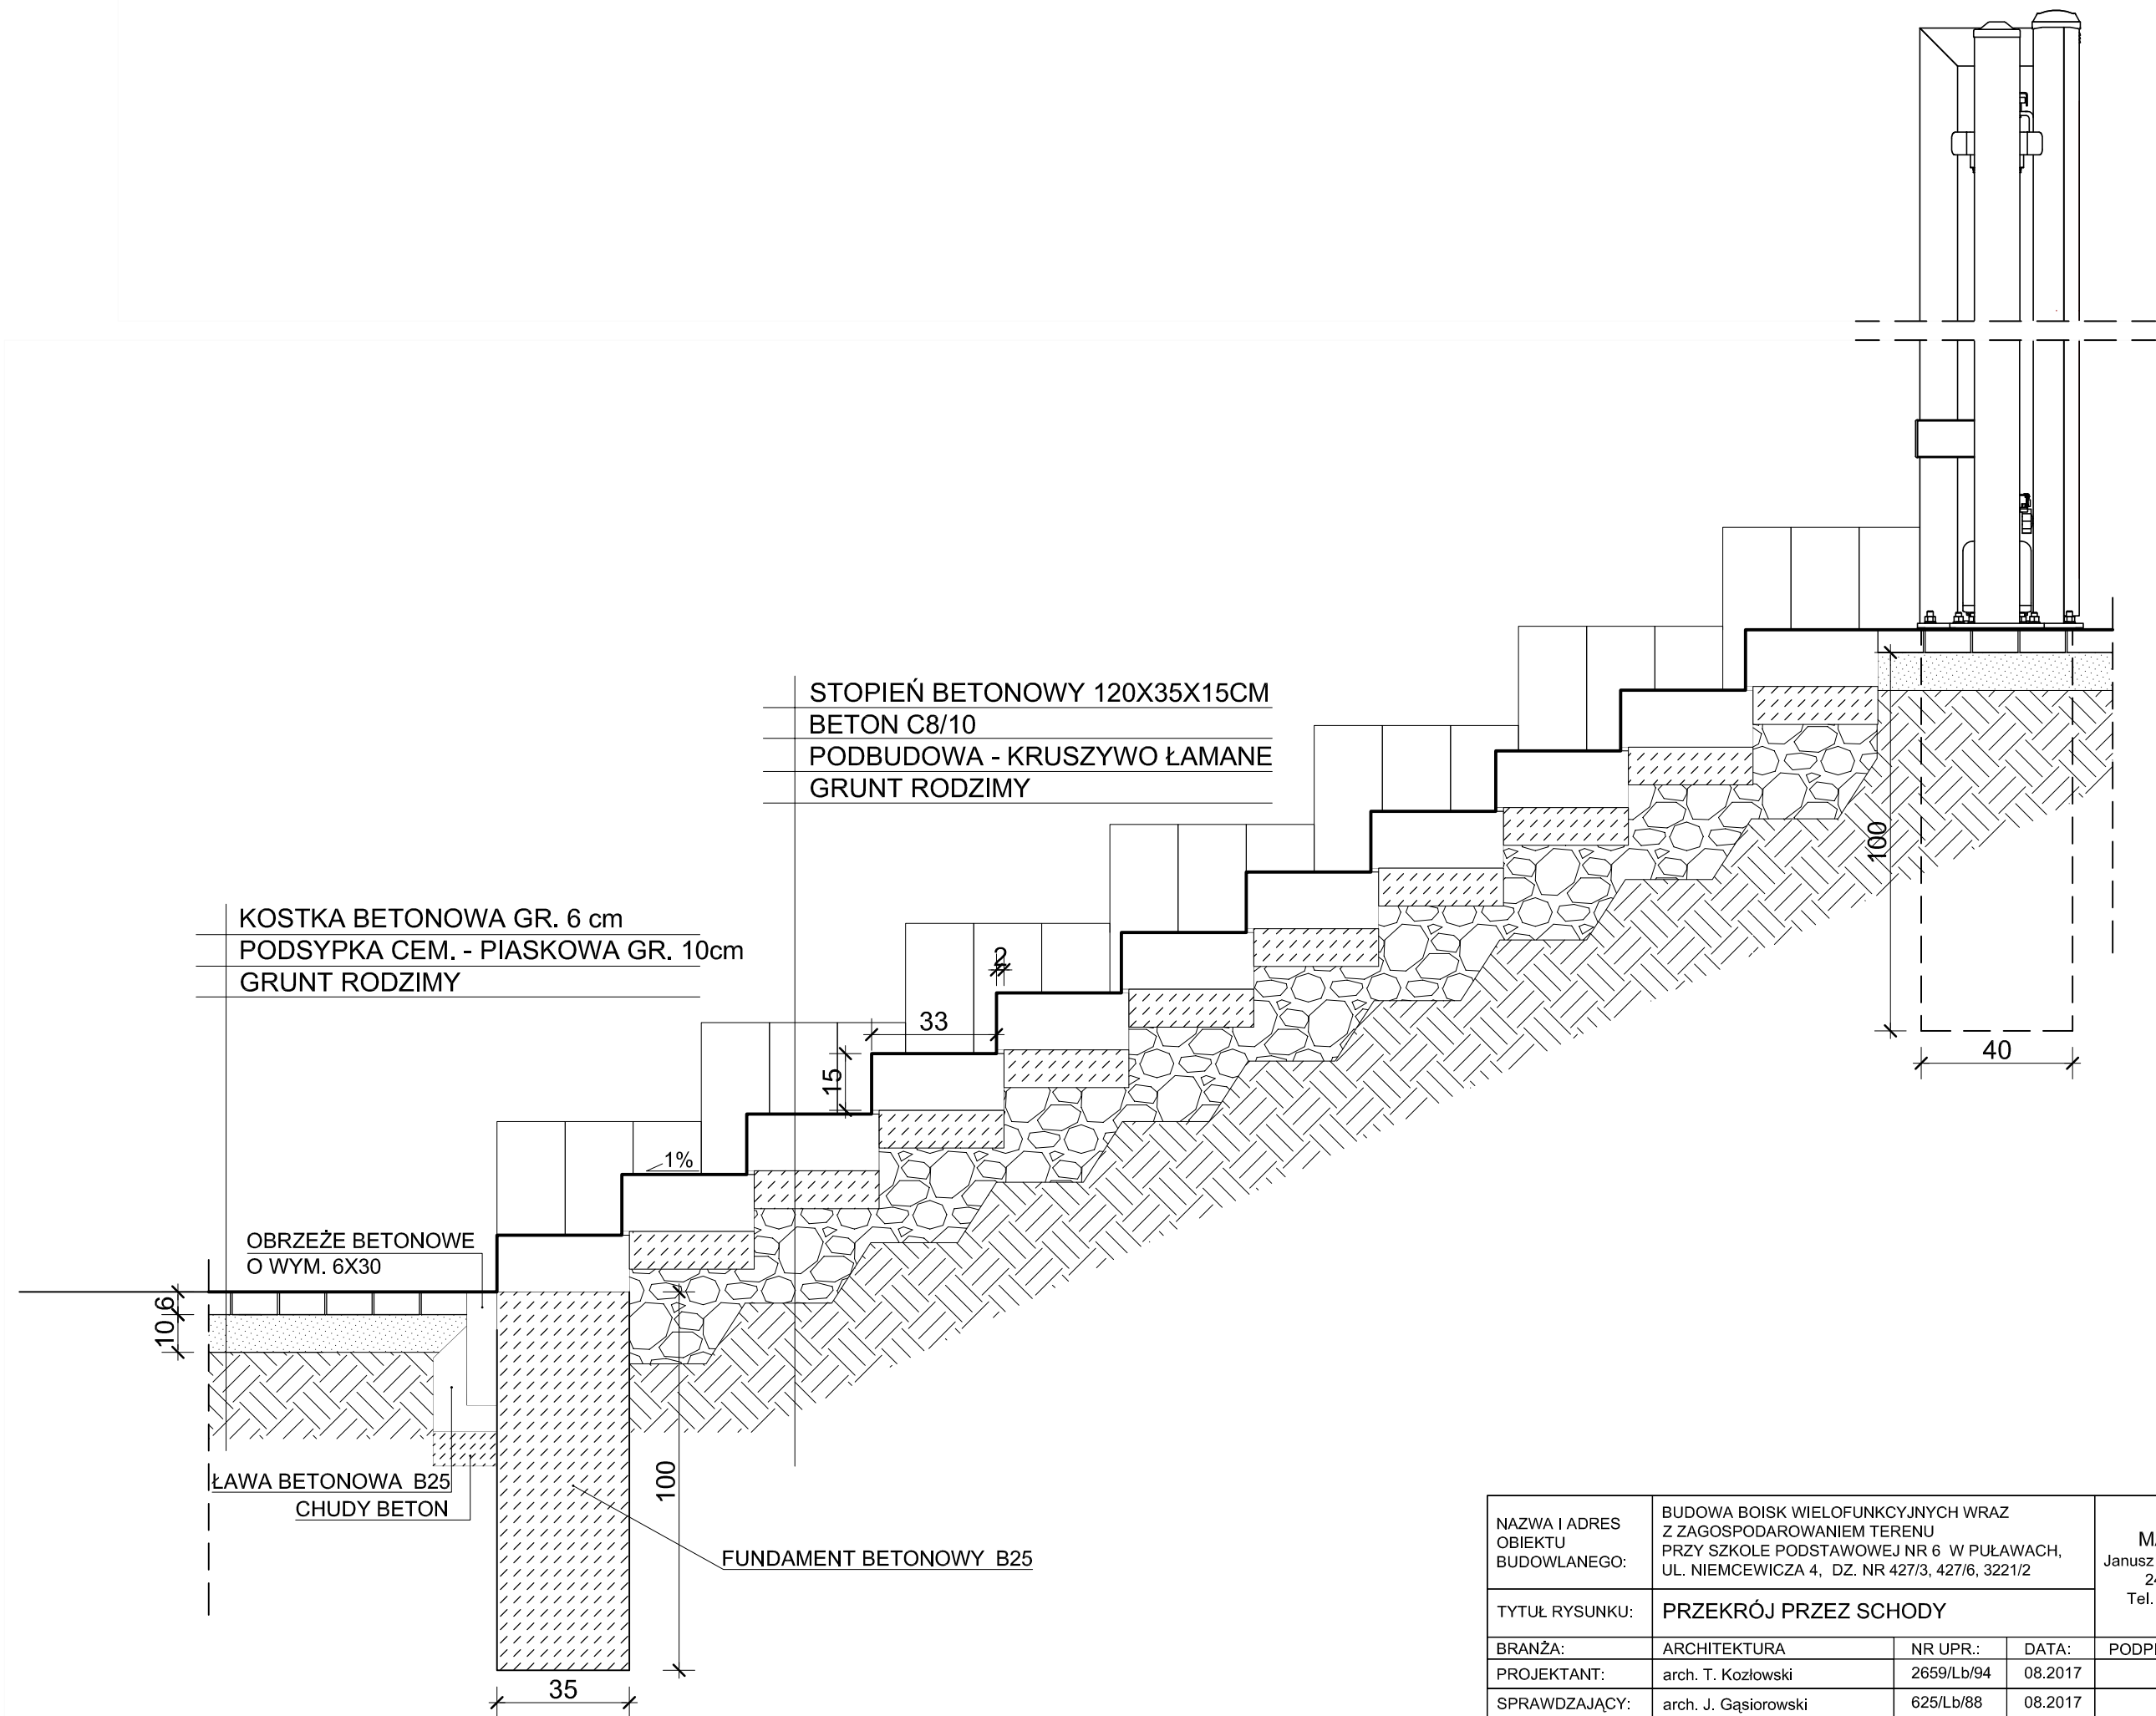 STOPIEŃ BETONOWY 120X35X15CM
BETON C8/10
PODBUDOWA - KRUSZYWO ŁAMANE
GRUNT RODZIMY
KOSTKA BETONOWA GR. 6 cm
PODSYPKA CEM. - PIASKOWA GR. 10cm
GRUNT RODZIMY
2
33
15
100
40
1%
OBRZEŻE BETONOWE
O WYM. 6X30
6
10
ŁAWA BETONOWA B25
CHUDY BETON
100
FUNDAMENT BETONOWY B25
35
NAZWA I ADRES
OBIEKTU
BUDOWLANEGO:
BUDOWA BOISK WIELOFUNKCYJNYCH WRAZ
Z ZAGOSPODAROWANIEM TERENU
PRZY SZKOLE PODSTAWOWEJ NR 6 W PUŁAWACH,
UL. NIEMCEWICZA 4, DZ. NR 427/3, 427/6, 3221/2
Janusz
Tel.
TYTUŁ RYSUNKU: PRZEKRÓJ PRZEZ SCHODY
BRANŻA: ARCHITEKTURA NR UPR.: DATA:
PROJEKTANT: arch. T. Kozłowski 2659/Lb/94 08.2017
SPRAWDZAJĄCY: arch. J. Gąsiorowski 625/Lb/88 08.2017